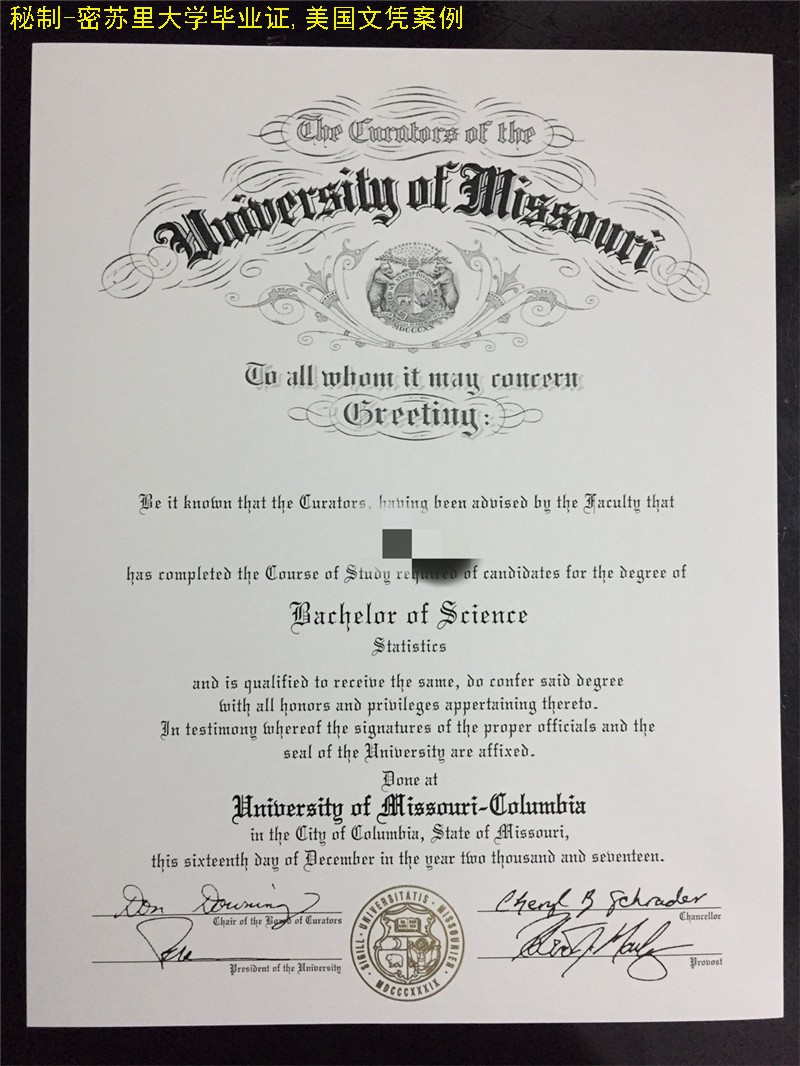 秘制-密苏里大学毕业证,美国文凭案例
The Curators of the
University of Missouri
MDCCCXX
To all whom it may concern
Greeting:
Be it known that the Curators, having been advised by the Faculty that
has completed the Course of Study required of candidates for the degree of
Bachelor of Science
Statistics
and is qualified to receive the same, do confer said degree
with all honors and privileges appertaining thereto.
In testimony whereof the signatures of the proper officials and the
seal of the University are affixed.
Done at
University of Missouri-Columbia
in the City of Columbia, State of Missouri,
this sixteenth day of December in the year two thousand and seventeen.
Don Downing
Chair of the Board of Curators
Cheryl B Schrader
Chancellor
President of the University
Provost
SIGILL · UNIVERSITATIS · MISSOURIEN
MDCCCXXXIX